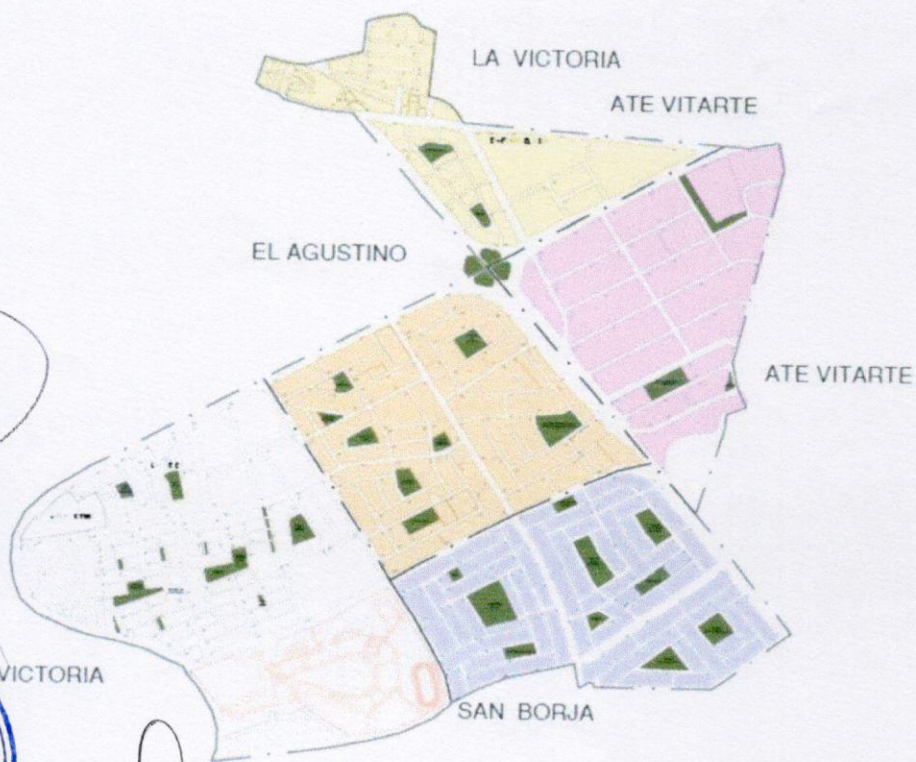 LA VICTORIA
ATE VITARTE
EL AGUSTINO
ATE VITARTE
VICTORIA
SAN BORJA